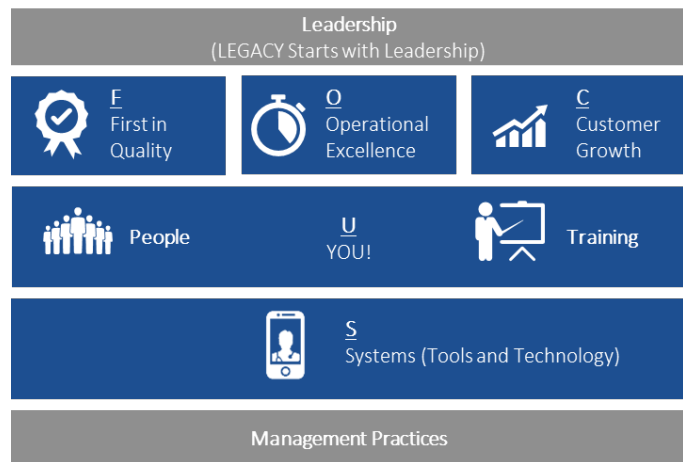 Leadership
(LEGACY Starts with Leadership)
F
First in
Quality
O
Operational
Excellence
C
Customer
Growth
People
U
YOU!
Training
S
Systems (Tools and Technology)
Management Practices